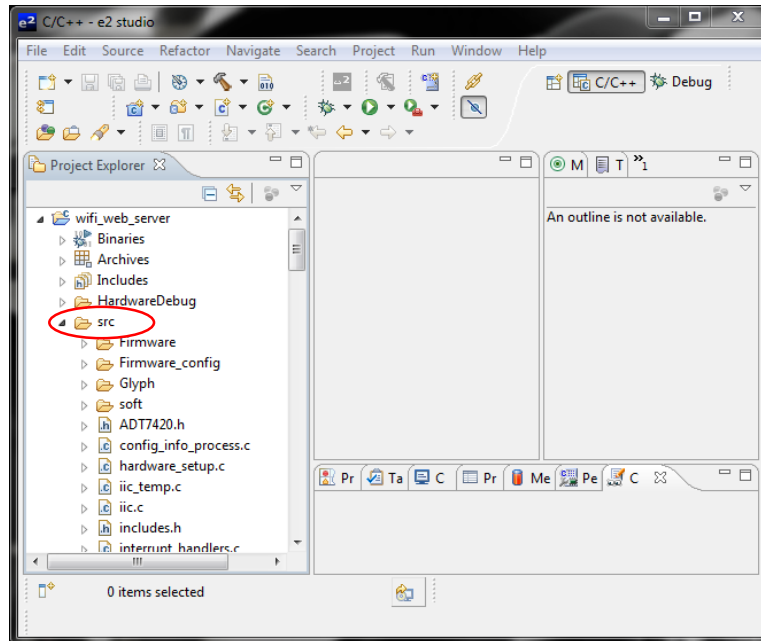 e2 C/C++ - e2 studio
File Edit Source Refactor Navigate Search Project Run Window Help
010
C/C++ Debug
Project Explorer
M T »1
An outline is not available.
wifi_web_server
Binaries
Archives
Includes
HardwareDebug
src
Firmware
Firmware_config
Glyph
soft
ADT7420.h
config_info_process.c
hardware_setup.c
iic_temp.c
iic.c
includes.h
interrupt_handlers.c
Pr Ta C Pr Me Pe C
0 items selected